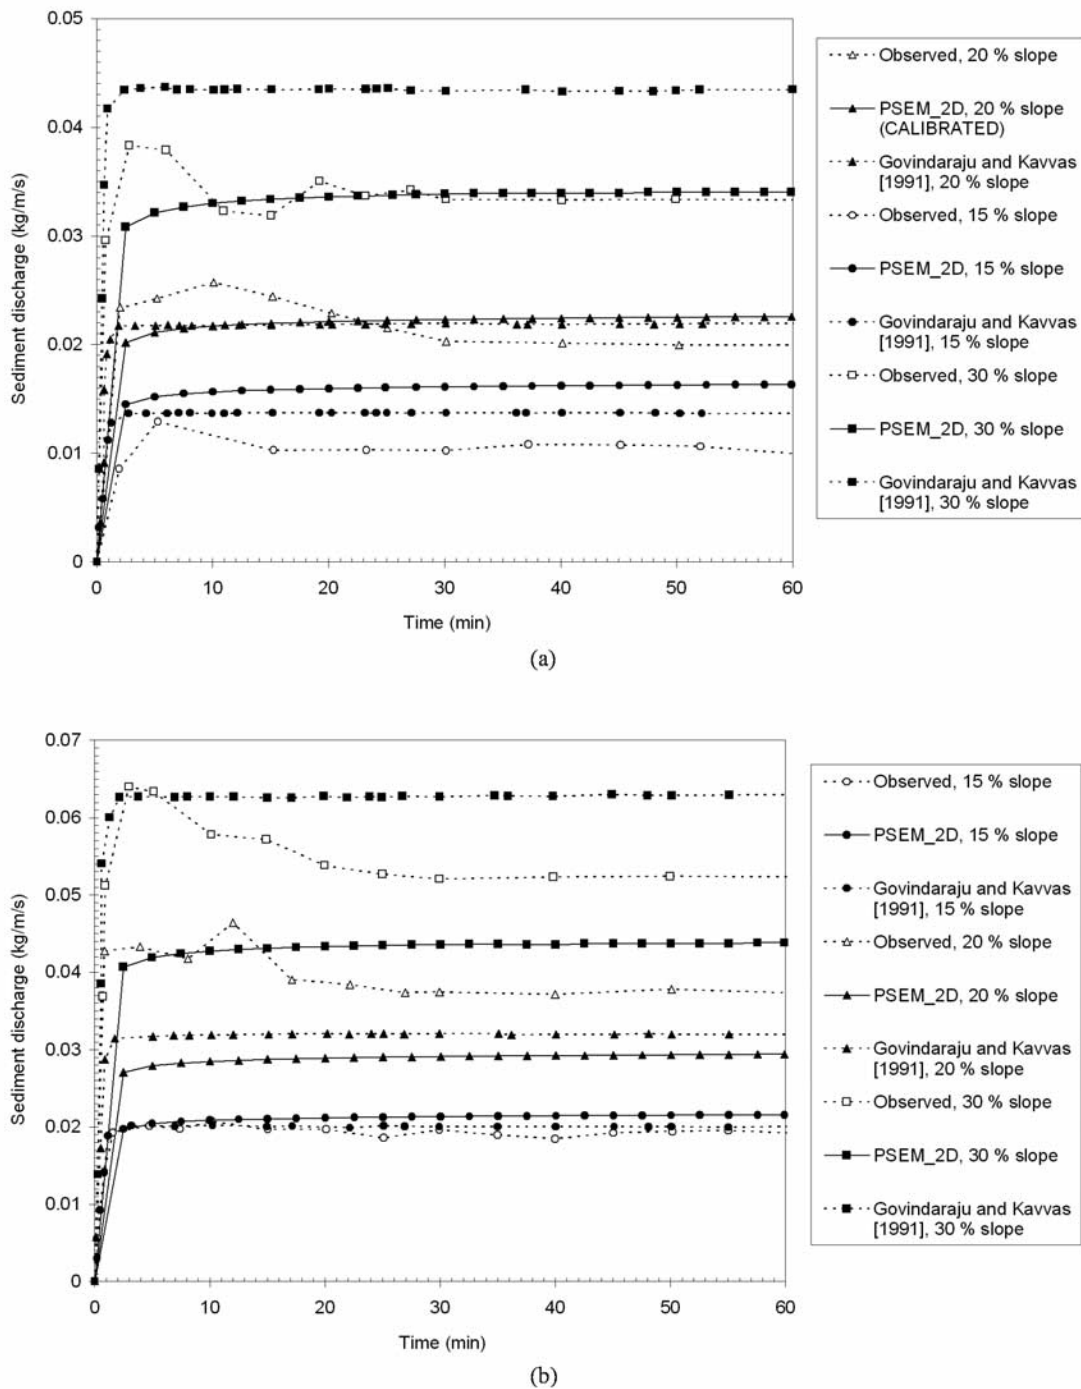 0.05
0.04
0.03
0.02
0.01
0
Sediment discharge (kg/m/s)
0 10 20 30 40 50 60
Time (min)
Observed, 20 % slope
PSEM_2D, 20 % slope
(CALIBRATED)
Govindaraju and Kavvas
[1991], 20 % slope
Observed, 15 % slope
PSEM_2D, 15 % slope
Govindaraju and Kavvas
[1991], 15 % slope
Observed, 30 % slope
PSEM_2D, 30 % slope
Govindaraju and Kavvas
[1991], 30 % slope
(a)
0.07
0.06
0.05
0.04
0.03
0.02
0.01
0
Sediment discharge (kg/m/s)
0 10 20 30 40 50 60
Time (min)
Observed, 15 % slope
PSEM_2D, 15 % slope
Govindaraju and Kavvas
[1991], 15 % slope
Observed, 20 % slope
PSEM_2D, 20 % slope
Govindaraju and Kavvas
[1991], 20 % slope
Observed, 30 % slope
PSEM_2D, 30 % slope
Govindaraju and Kavvas
[1991], 30 % slope
(b)